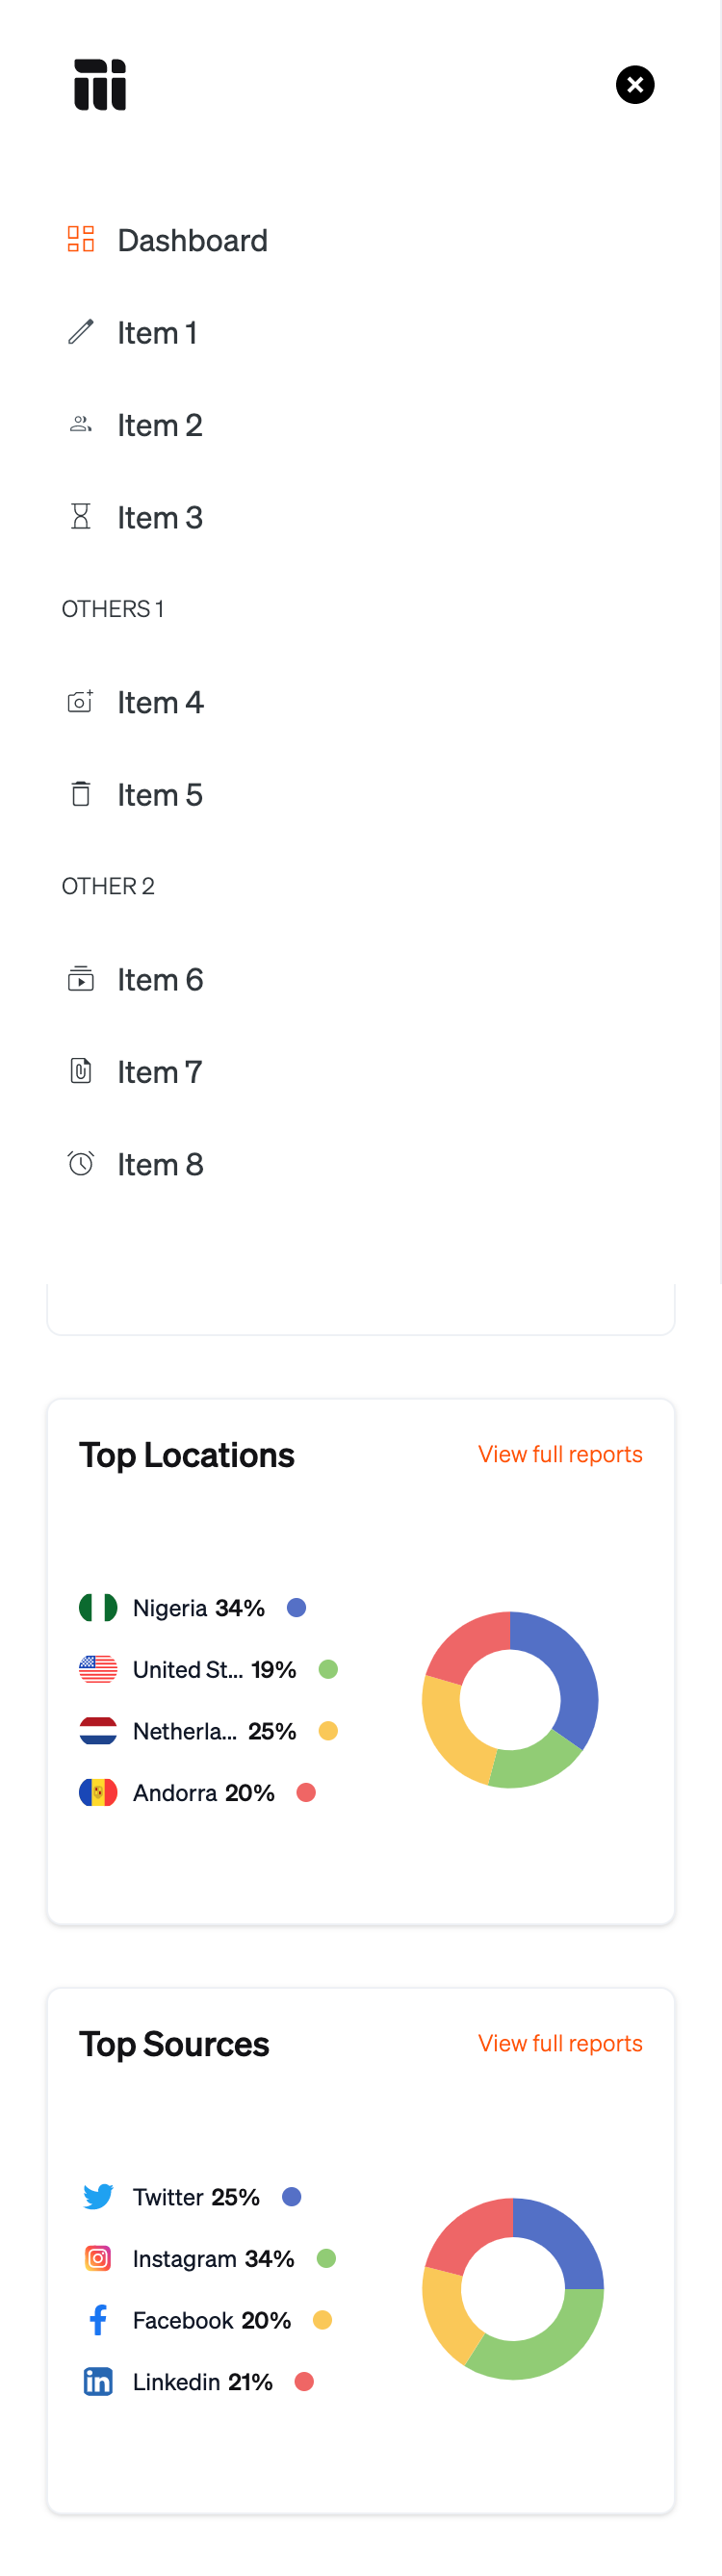 Dashboard
Item 1
Item 2
Item 3
OTHERS 1
Item 4
Item 5
OTHER 2
Item 6
Item 7
Item 8
Top Locations View full reports
Nigeria 34%
United St... 19%
Netherla... 25%
Andorra 20%
Top Sources View full reports
Twitter 25%
Instagram 34%
Facebook 20%
Linkedin 21%